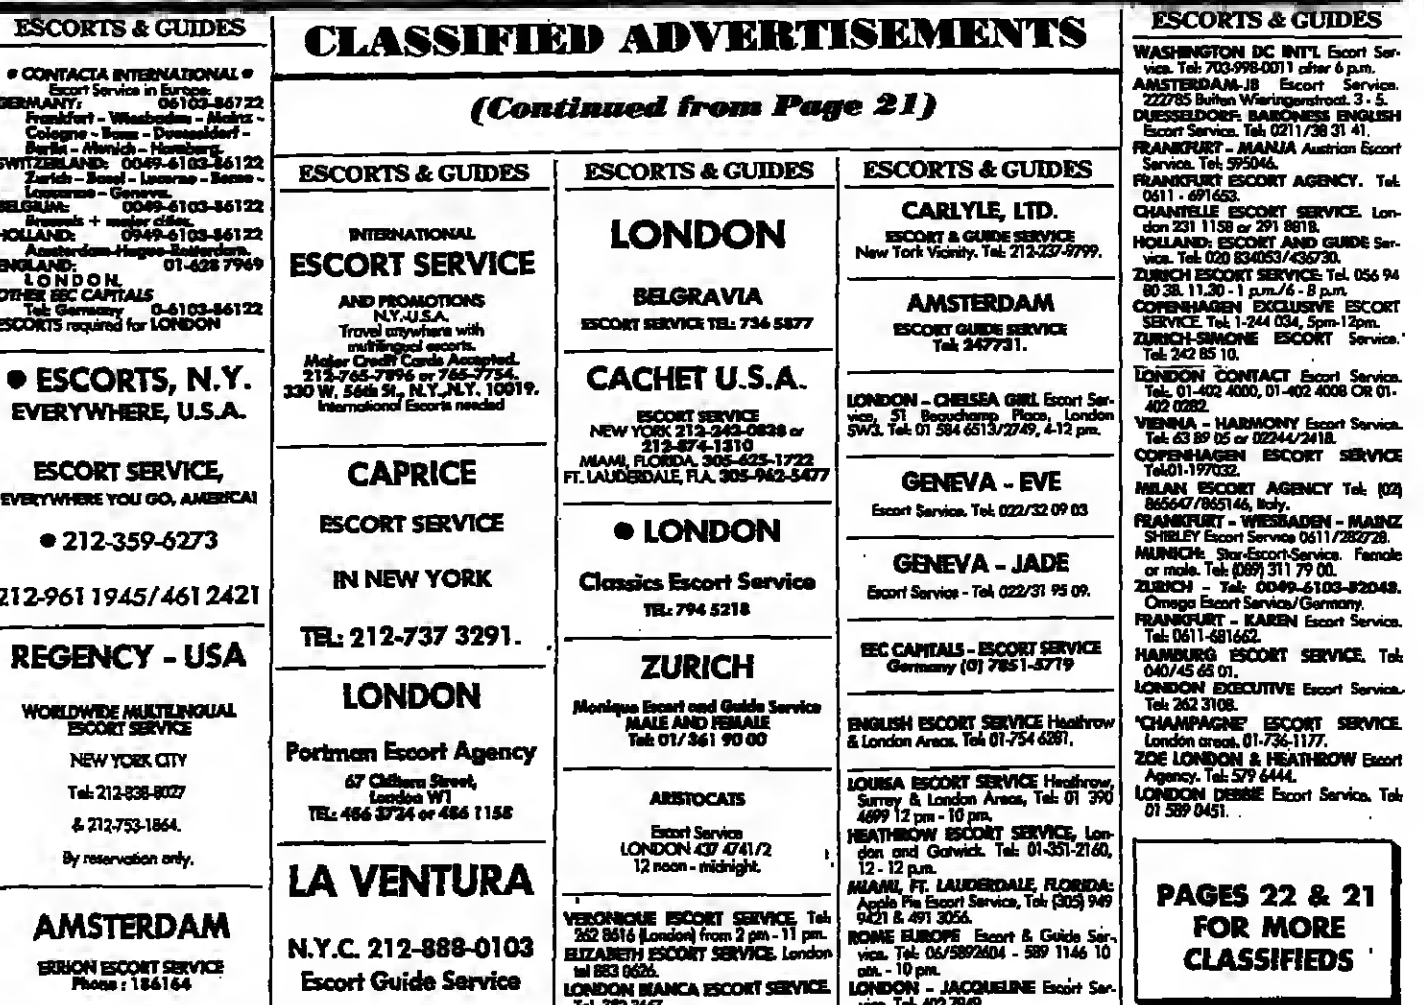 ESCORTS & GUIDES
• CONTACTA INTERNATIONAL •
Escort Service in Europe:
GERMANY: 06103-86122
Frankfurt - Wiesbaden - Mainz -
Cologne - Bonn - Duesseldorf -
Berlin - Munich - Hamburg.
SWITZERLAND: 0049-6103-86122
Zurich - Basel - Lucerne - Berne -
Lausanne - Geneva.
BELGIUM: 0049-6103-86122
Brussels + major cities.
HOLLAND: 0949-6103-86122
Amsterdam-Hague-Rotterdam.
ENGLAND: 01-628 7969
LONDON.
OTHER EEC CAPITALS
Tel: Germany 0-6103-86122
ESCORTS required for LONDON
• ESCORTS, N.Y.
EVERYWHERE, U.S.A.
ESCORT SERVICE,
EVERYWHERE YOU GO, AMERICA!
• 212-359-6273
212-961 1945/461 2421
REGENCY - USA
WORLDWIDE MULTILINGUAL
ESCORT SERVICE
NEW YORK CITY
Tel: 212-838-8027
& 212-753-1864.
By reservation only.
AMSTERDAM
ERRION ESCORT SERVICE
Phone : 186164
CLASSIFIED ADVERTISEMENTS
(Continued from Page 21)
ESCORTS & GUIDES
INTERNATIONAL
ESCORT SERVICE
AND PROMOTIONS
N.Y.-U.S.A.
Travel anywhere with
multilingual escorts.
Major Credit Cards Accepted.
212-765-7896 or 765-7754.
330 W. 56th St., N.Y., N.Y. 10019.
International Escorts needed
CAPRICE
ESCORT SERVICE
IN NEW YORK
TEL: 212-737 3291.
LONDON
Portman Escort Agency
67 Chiltern Street,
London W1
TEL: 486 3724 or 486 1158
LA VENTURA
N.Y.C. 212-888-0103
Escort Guide Service
ESCORTS & GUIDES
LONDON
BELGRAVIA
ESCORT SERVICE TEL: 736 5877
CACHET U.S.A.
ESCORT SERVICE
NEW YORK 212-242-0838 or
212-874-1310
MIAMI, FLORIDA, 305-625-1722
FT. LAUDERDALE, FLA. 305-962-5477
• LONDON
Classics Escort Service
TEL: 794 5218
ZURICH
Monique Escort and Guide Service
MALE AND FEMALE
Tel: 01/361 90 00
ARISTOCATS
Escort Service
LONDON 437 4741/2
12 noon - midnight.
VERONIQUE ESCORT SERVICE Tel:
262 8616 (London) from 2 pm - 11 pm.
ELIZABETH ESCORT SERVICE. London
tel 883 0626.
LONDON BIANCA ESCORT SERVICE.
ESCORTS & GUIDES
CARLYLE, LTD.
ESCORT & GUIDE SERVICE
New York Vicinity. Tel: 212-237-8799.
AMSTERDAM
ESCORT GUIDE SERVICE
Tel: 247731.
LONDON - CHELSEA GIRL Escort Ser-
vice, 51 Beauchamp Place, London
SW3. Tel: 01 584 6513/2749, 4-12 pm.
GENEVA - EVE
Escort Service. Tel: 022/32 09 03
GENEVA - JADE
Escort Service - Tel: 022/31 95 09.
EEC CAPITALS - ESCORT SERVICE
Germany (0) 7851-5719
ENGLISH ESCORT SERVICE Heathrow
& London Areas. Tel: 01-754 6281.
LOUISA ESCORT SERVICE Heathrow,
Surrey & London Areas, Tel: 01 390
4699 12 pm - 10 pm.
HEATHROW ESCORT SERVICE, Lon-
don and Gatwick. Tel: 01-351-2160,
12 - 12 p.m.
MIAMI, FT. LAUDERDALE, FLORIDA:
Apple Pie Escort Service, Tel: (305) 949
9421 & 491 3056.
ROME EUROPE Escort & Guide Ser-
vice. Tel: 06/5892604 - 589 1146 10
am. - 10 pm.
LONDON - JACQUELINE Escort Ser-
vice. Tel: 402 7949
ESCORTS & GUIDES
WASHINGTON DC INT'L Escort Ser-
vice. Tel: 703-998-0011 after 6 p.m.
AMSTERDAM-JB Escort Service.
222785 Buiten Wieringenstraat. 3 - 5.
DUESSELDORF: BARONESS ENGLISH
Escort Service. Tel: 0211/38 31 41.
FRANKFURT - MANJA Austrian Escort
Service. Tel: 595046.
FRANKFURT ESCORT AGENCY. Tel:
0611 - 691653.
CHANTELLE ESCORT SERVICE. Lon-
don 231 1158 or 291 8818.
HOLLAND: ESCORT AND GUIDE Ser-
vice. Tel: 020 834053/436730.
ZURICH ESCORT SERVICE: Tel. 056 94
80 38. 11.30 - 1 p.m./6 - 8 p.m.
COPENHAGEN EXCLUSIVE ESCORT
SERVICE. Tel: 1-244 034, 5pm-12pm.
ZURICH-SIMONE ESCORT Service.
Tel: 242 85 10.
LONDON CONTACT Escort Service.
Tel: 01-402 4000, 01-402 4008 OR 01-
402 0282.
VIENNA - HARMONY Escort Service.
Tel: 63 89 05 or 02244/2418.
COPENHAGEN ESCORT SERVICE
Tel:01-197032.
MILAN ESCORT AGENCY Tel: (02)
865647/865146, Italy.
FRANKFURT - WIESBADEN - MAINZ
SHIRLEY Escort Service 0611/282728.
MUNICH: Star-Escort-Service. Female
or male. Tel: (089) 311 79 00.
ZURICH - Tel: 0049-6103-82048.
Omega Escort Service/Germany.
FRANKFURT - KAREN Escort Service.
Tel: 0611-681662.
HAMBURG ESCORT SERVICE. Tel:
040/45 65 01.
LONDON EXECUTIVE Escort Service.
Tel: 262 3108.
'CHAMPAGNE' ESCORT SERVICE.
London areas. 01-736-1177.
ZOE LONDON & HEATHROW Escort
Agency. Tel: 579 6444.
LONDON DEBBIE Escort Service. Tel:
01 589 0451.
PAGES 22 & 21
FOR MORE
CLASSIFIEDS